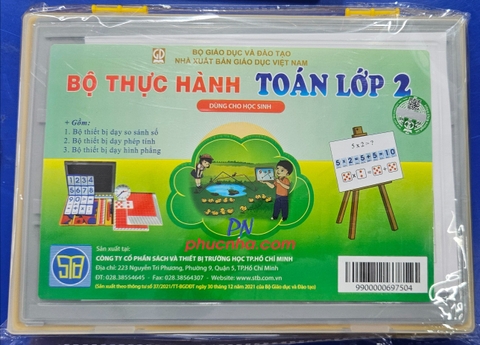 BỘ GIÁO DỤC VÀ ĐÀO TẠO
NHÀ XUẤT BẢN GIÁO DỤC VIỆT NAM
BỘ THỰC HÀNH TOÁN LỚP 2
DÙNG CHO HỌC SINH
+ Gồm:
1. Bộ thiết bị dạy so sánh số
2. Bộ thiết bị dạy phép tính
3. Bộ thiết bị dạy hình phẳng
5 x 2 = ?
5 + 2 = 5 + 5 = 10
PN
phucnho.com
Sản xuất tại:
STB
CÔNG TY CỔ PHẦN SÁCH VÀ THIẾT BỊ TRƯỜNG HỌC TP.HỒ CHÍ MINH
Địa chỉ: 223 Nguyễn Tri Phương, Phường 9, Quận 5, TP.Hồ Chí Minh
ĐT: 028.38554645 - Fax: 028.38564307 - Website: www.stb.com.vn
(Sản xuất theo thông tư số 37/2021/TT-BGDĐT ngày 30 tháng 12 năm 2021 của Bộ Giáo dục và Đào tạo)
9900000697504